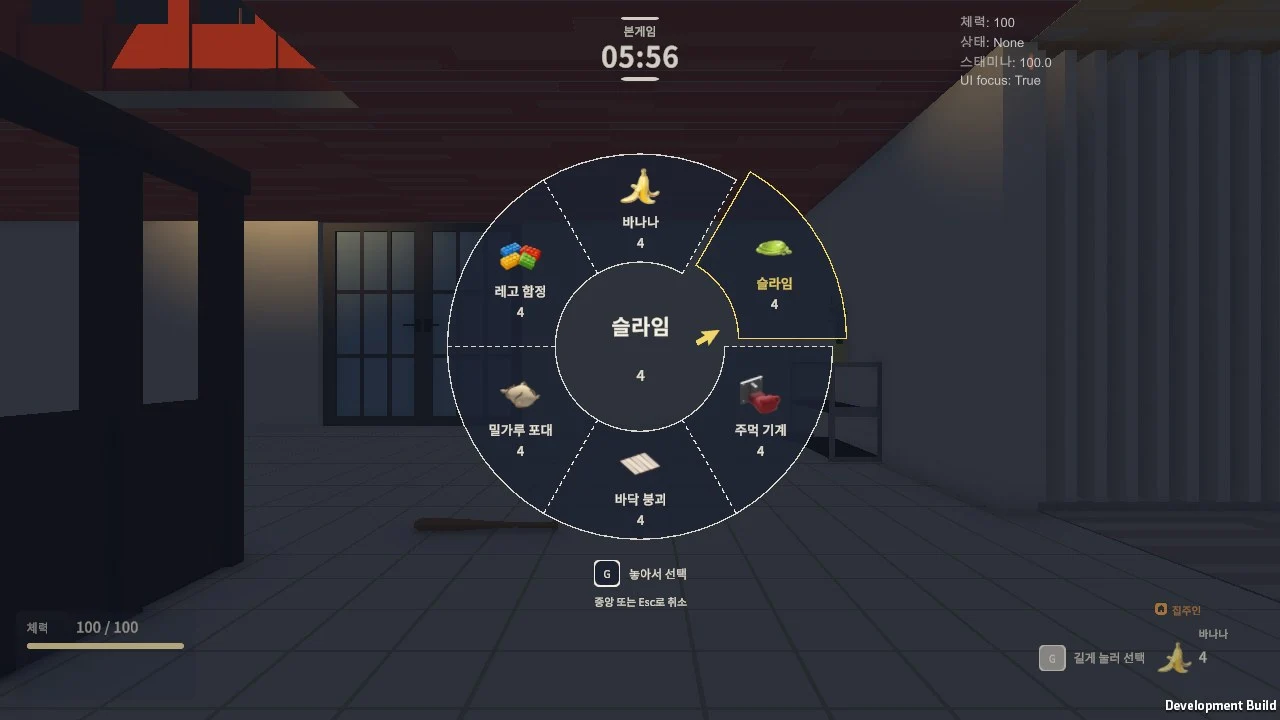 본게임
05:56
체력: 100
상태: None
스태미나: 100.0
UI focus: True
바나나
4
슬라임
4
레고 함정
4
슬라임
4
밀가루 포대
4
주먹 기계
4
바닥 붕괴
4
G 놓아서 선택
중앙 또는 Esc로 취소
체력 100 / 100
집주인
바나나
G 길게 눌러 선택 4
Development Build